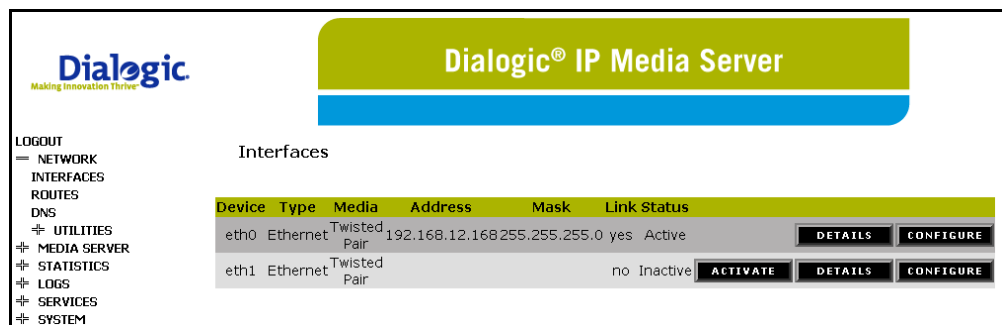 Dialogic.
Making Innovation Thrive™
Dialogic® IP Media Server
LOGOUT
NETWORK
INTERFACES
ROUTES
DNS
UTILITIES
MEDIA SERVER
STATISTICS
LOGS
SERVICES
SYSTEM
Interfaces
Device Type Media Address Mask Link Status
eth0 Ethernet Twisted Pair 192.168.12.168 255.255.255.0 yes Active DETAILS CONFIGURE
eth1 Ethernet Twisted Pair no Inactive ACTIVATE DETAILS CONFIGURE